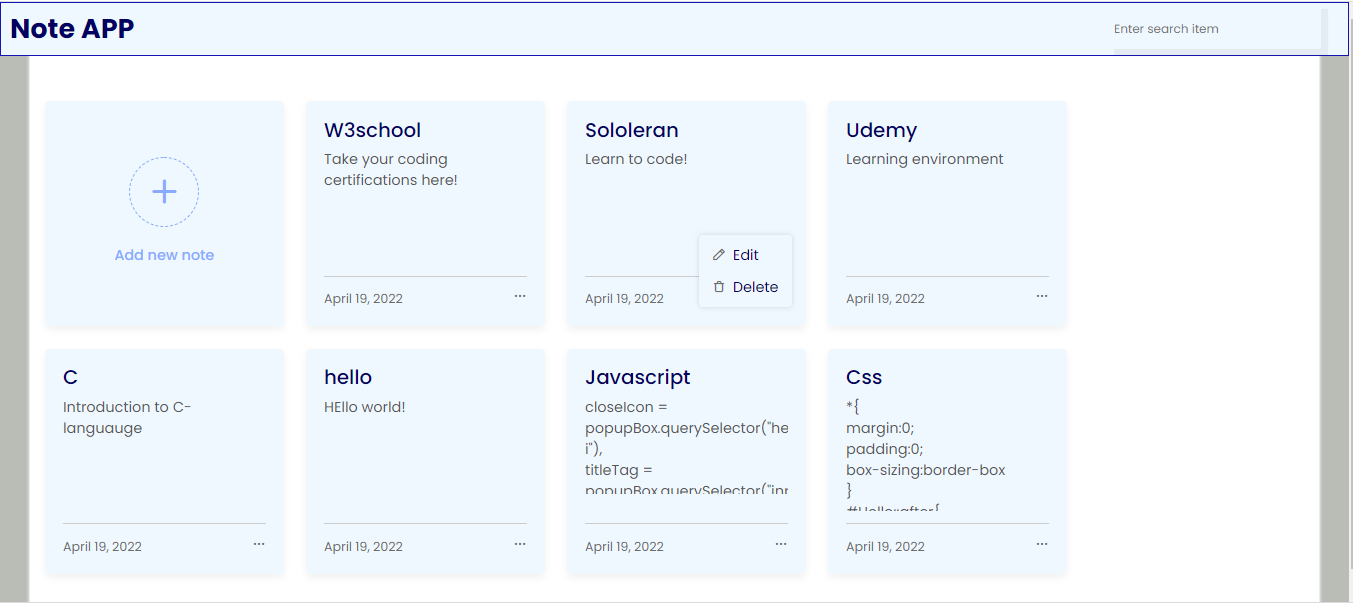 Note APP
Enter search item
Add new note
W3school
Take your coding
certifications here!
April 19, 2022
Sololeran
Learn to code!
Edit
Delete
April 19, 2022
Udemy
Learning environment
April 19, 2022
C
Introduction to C-
languauge
April 19, 2022
hello
HEllo world!
April 19, 2022
Javascript
closeIcon =
popupBox.querySelector("he
i"),
titleTag =
popupBox.querySelector("inp
April 19, 2022
Css
*{
margin:0;
padding:0;
box-sizing:border-box
}
April 19, 2022